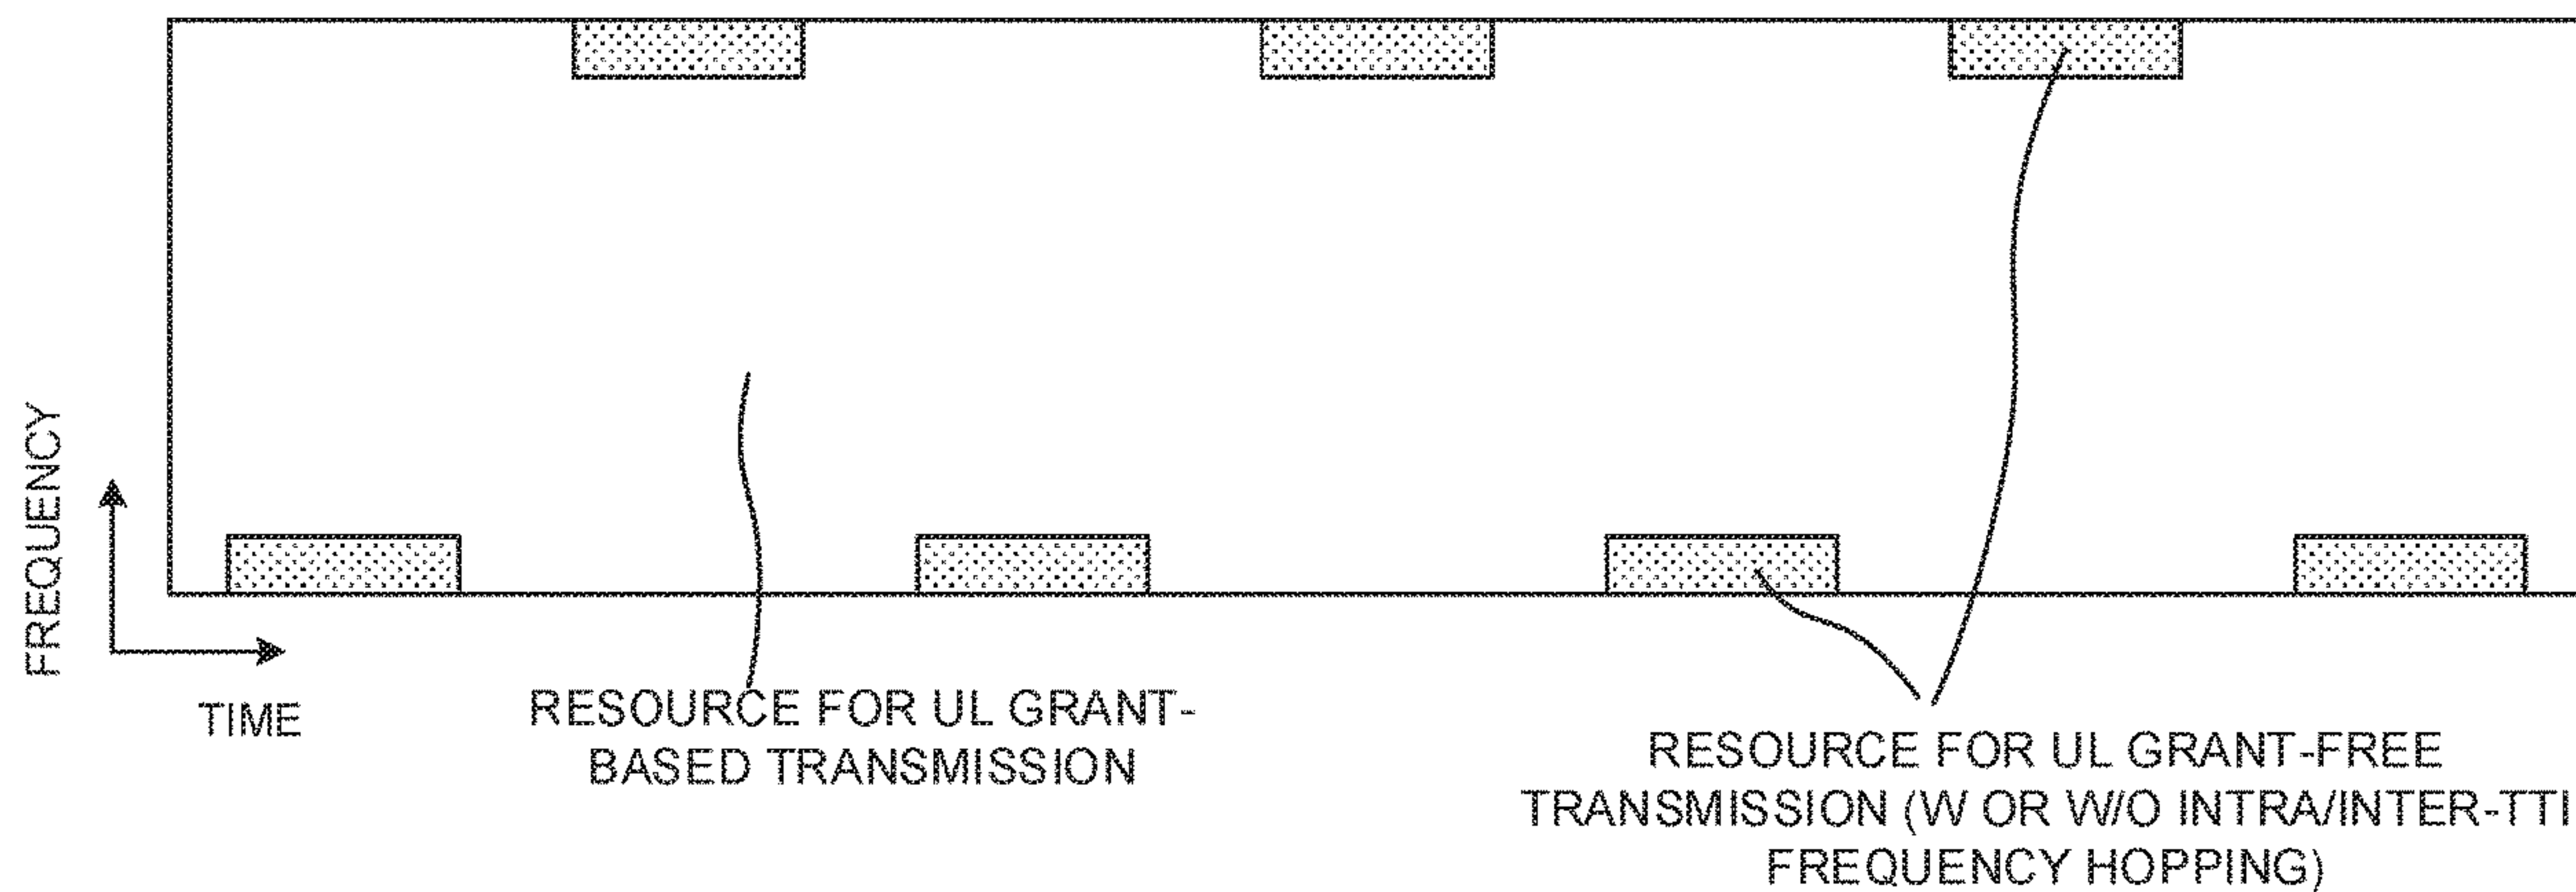 FREQUENCY
TIME
RESOURCE FOR UL GRANT-
BASED TRANSMISSION
RESOURCE FOR UL GRANT-FREE
TRANSMISSION (W OR W/O INTRA/INTER-TTI
FREQUENCY HOPPING)